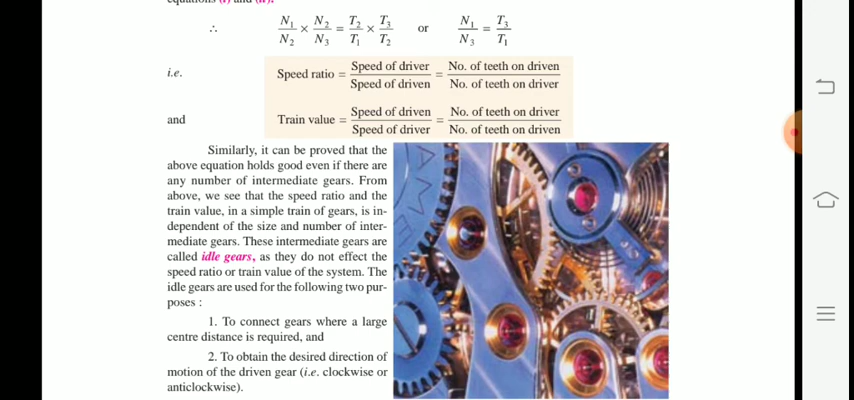 equations (i) and (ii).
∴ N₁/N₂ × N₂/N₃ = T₂/T₁ × T₃/T₂ or N₁/N₃ = T₃/T₁
i.e. Speed ratio = Speed of driver/Speed of driven = No. of teeth on driven/No. of teeth on driver
and Train value = Speed of driven/Speed of driver = No. of teeth on driver/No. of teeth on driven
Similarly, it can be proved that the
above equation holds good even if there are
any number of intermediate gears. From
above, we see that the speed ratio and the
train value, in a simple train of gears, is in-
dependent of the size and number of inter-
mediate gears. These intermediate gears are
called idle gears, as they do not effect the
speed ratio or train value of the system. The
idle gears are used for the following two pur-
poses :
1. To connect gears where a large
centre distance is required, and
2. To obtain the desired direction of
motion of the driven gear (i.e. clockwise or
anticlockwise).